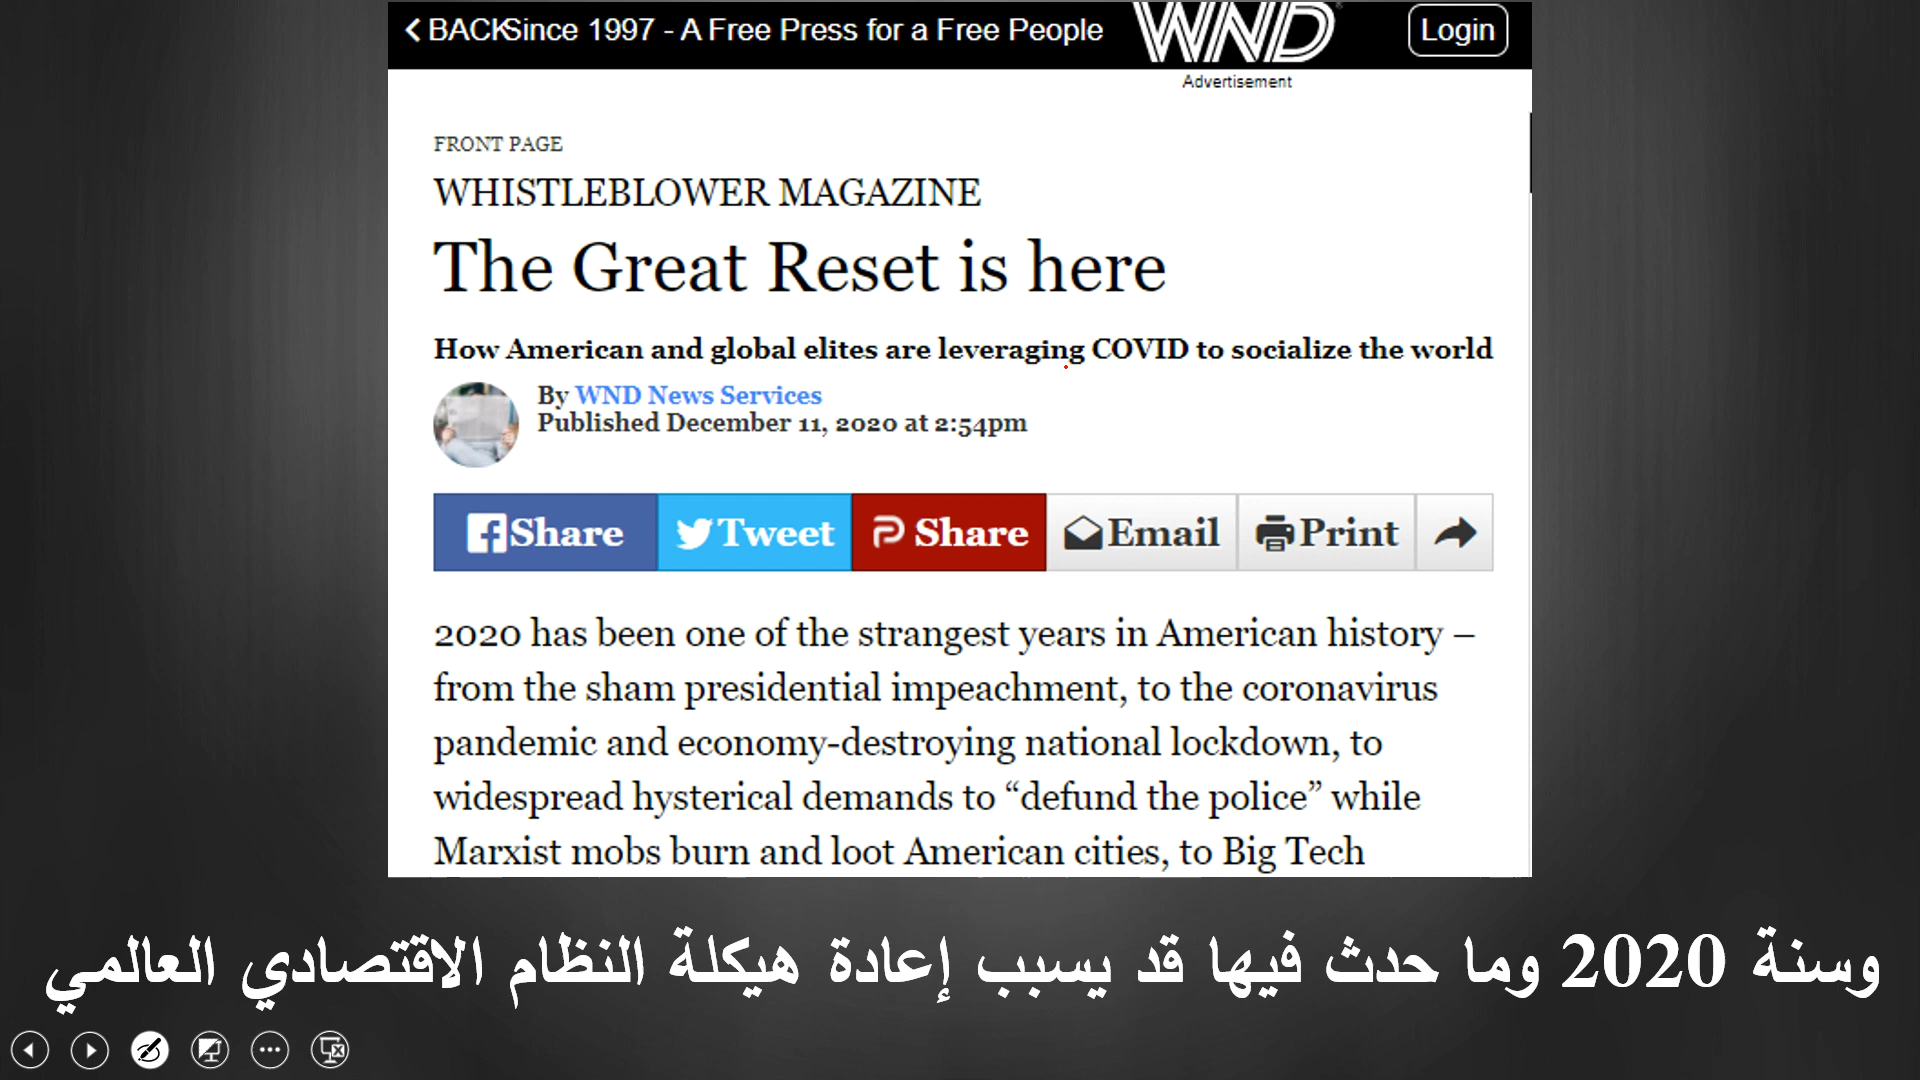 BACK
Since 1997 - A Free Press for a Free People
WND
Login
Advertisement
FRONT PAGE
WHISTLEBLOWER MAGAZINE
The Great Reset is here
How American and global elites are leveraging COVID to socialize the world
By WND News Services
Published December 11, 2020 at 2:54pm
Share Tweet Share Email Print
2020 has been one of the strangest years in American history –
from the sham presidential impeachment, to the coronavirus
pandemic and economy-destroying national lockdown, to
widespread hysterical demands to “defund the police” while
Marxist mobs burn and loot American cities, to Big Tech
وسنة 2020 وما حدث فيها قد يسبب إعادة هيكلة النظام الاقتصادي العالمي